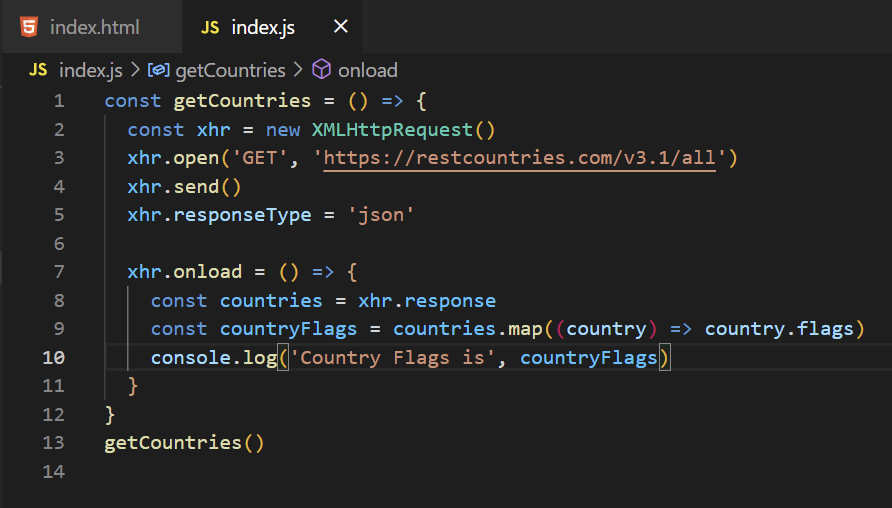 index.html JS index.js ×
JS index.js > getCountries > onload
1 const getCountries = () => {
2   const xhr = new XMLHttpRequest()
3   xhr.open('GET', 'https://restcountries.com/v3.1/all')
4   xhr.send()
5   xhr.responseType = 'json'
6
7   xhr.onload = () => {
8     const countries = xhr.response
9     const countryFlags = countries.map((country) => country.flags)
10     console.log('Country Flags is', countryFlags)
11   }
12 }
13 getCountries()
14